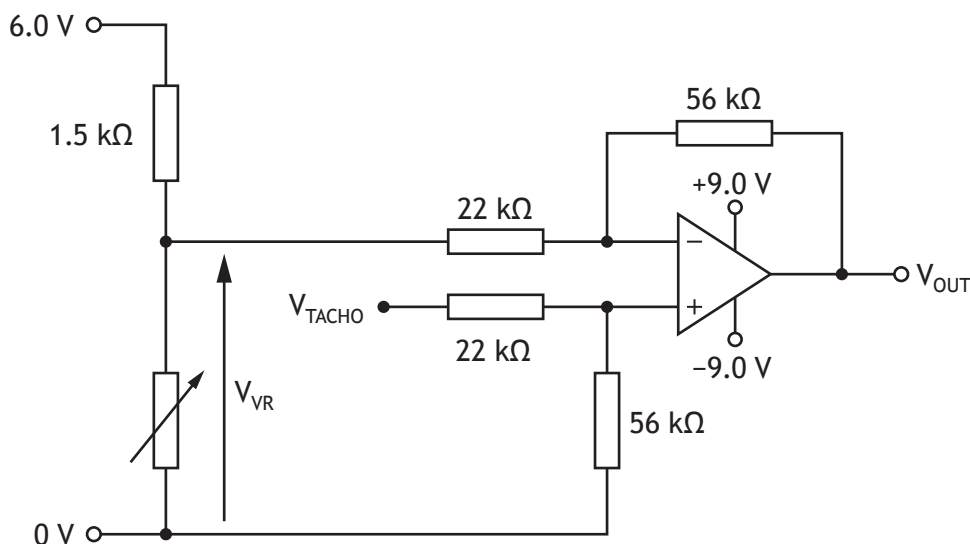 6.0 V
56 kΩ
1.5 kΩ
+9.0 V
22 kΩ
−
V_TACHO
+
V_OUT
22 kΩ
−9.0 V
V_VR
56 kΩ
0 V